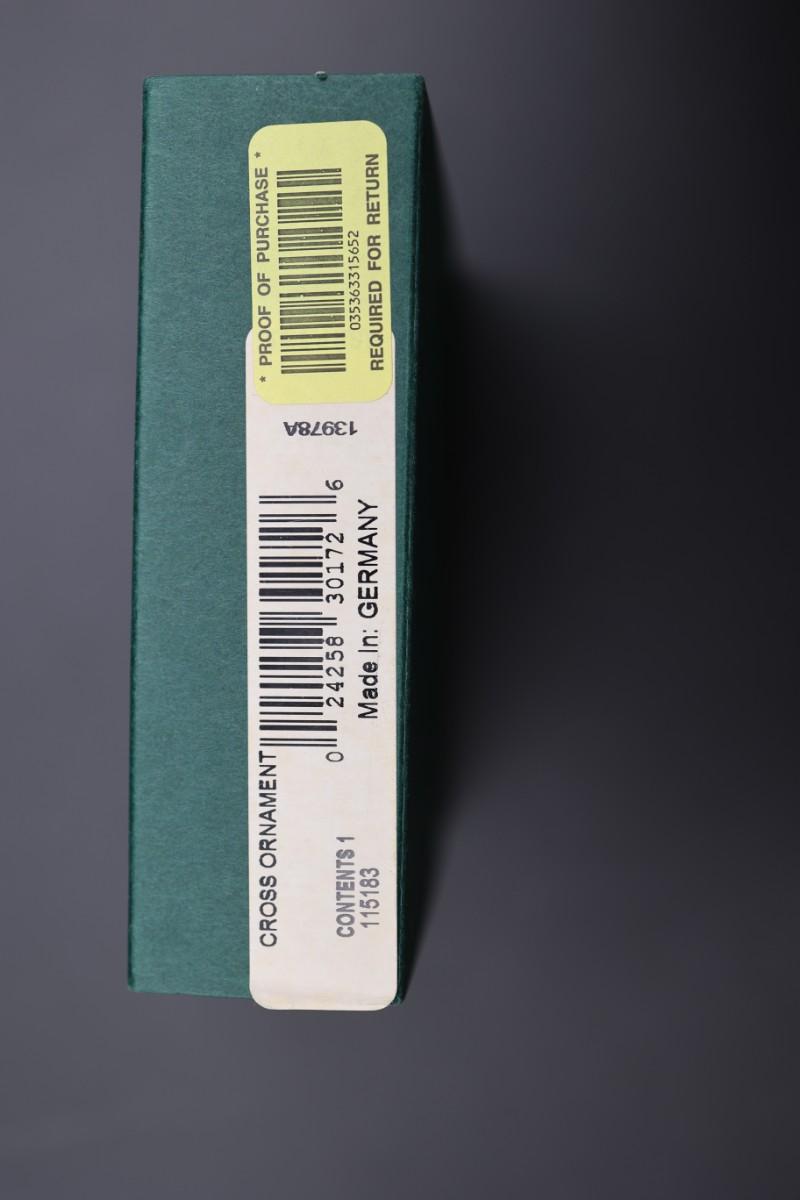 * PROOF OF PURCHASE *
035363315652
REQUIRED FOR RETURN
13978A
CROSS ORNAMENT
0 24258 30172 6
Made In: GERMANY
CONTENTS 1
115183